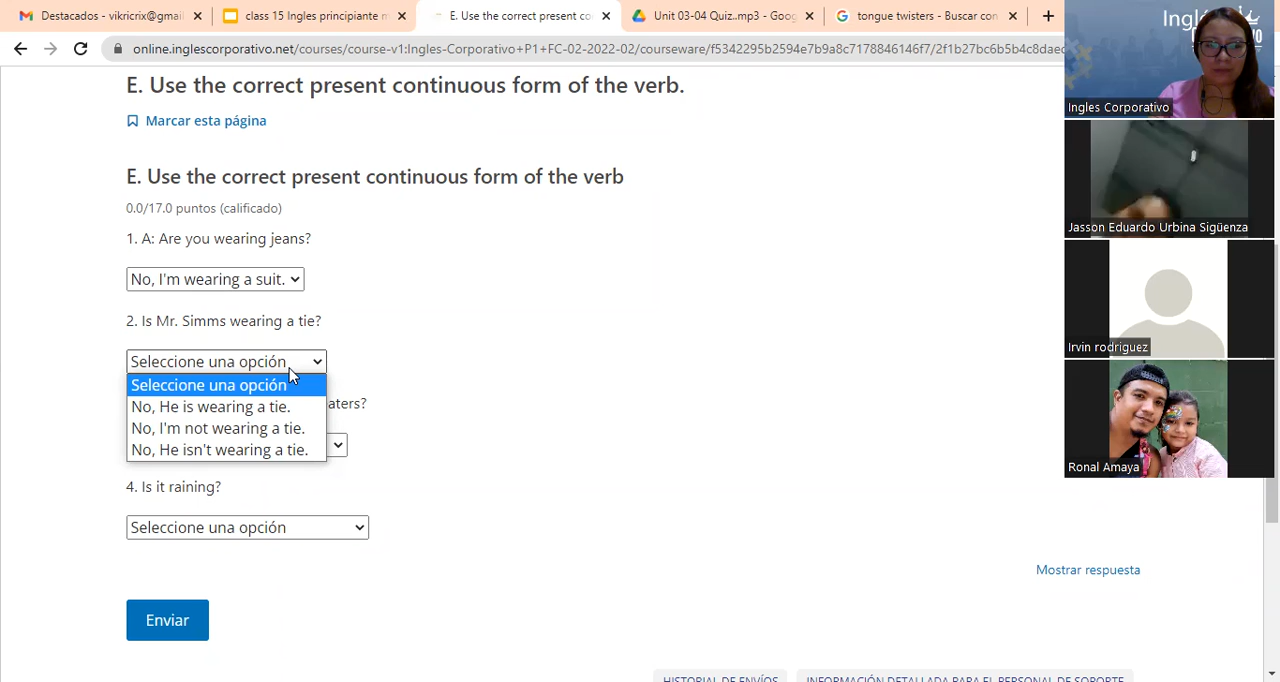 Destacados - vikricrix@gmai
class 15 Ingles principiante m
E. Use the correct present co
Unit 03-04 Quiz..mp3 - Goo
tongue twisters - Buscar con
online.inglescorporativo.net/courses/course-v1:Ingles-Corporativo+P1+FC-02-2022-02/courseware/f5342295b2594e7b9a8c7178846146f7/2f1b27bc6b5b4c8daec
E. Use the correct present continuous form of the verb.
Marcar esta página
E. Use the correct present continuous form of the verb
0.0/17.0 puntos (calificado)
1. A: Are you wearing jeans?
No, I'm wearing a suit.
2. Is Mr. Simms wearing a tie?
Seleccione una opción
Seleccione una opción
No, He is wearing a tie.
No, I'm not wearing a tie.
No, He isn't wearing a tie.
aters?
4. Is it raining?
Seleccione una opción
Mostrar respuesta
Enviar
HISTORIAL DE ENVÍOS
INFORMACIÓN DETALLADA PARA EL PERSONAL DE SOPORTE
Ingles Corporativo
Jasson Eduardo Urbina Sigüenza
Irvin rodriguez
Ronal Amaya